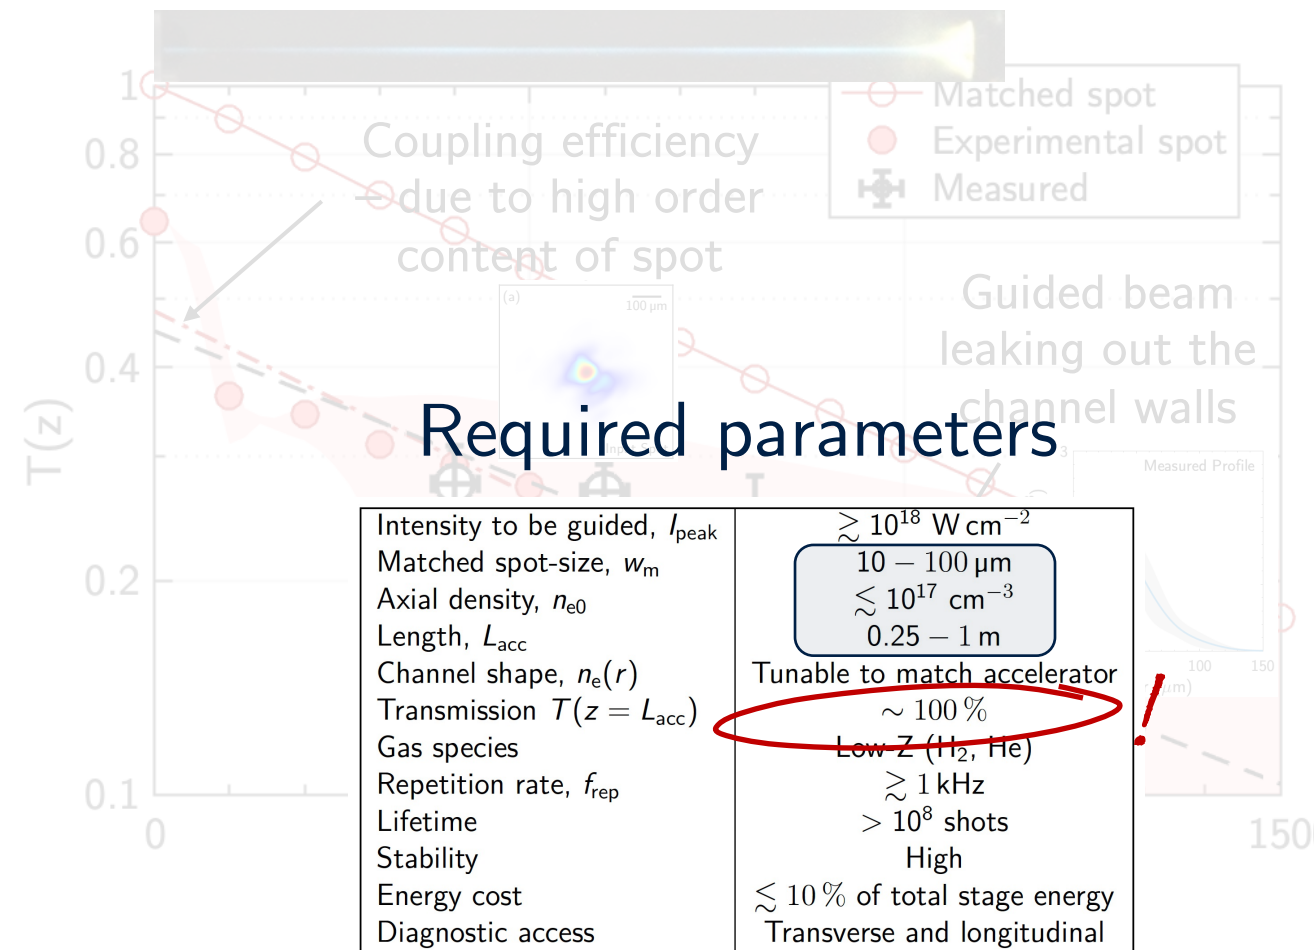 Matched spot
Experimental spot
Measured
Coupling efficiency
– due to high order
content of spot
(a)
100 µm
Guided beam
leaking out the
channel walls
T(z)
1
0.8
0.6
0.4
0.2
0.1
0
Required parameters
3
Measured Profile
100 150
Intensity to be guided, I_peak ≳ 10^18 W cm^−2
Matched spot-size, w_m 10 – 100 µm
Axial density, n_e0 ≲ 10^17 cm^−3
Length, L_acc 0.25 – 1 m
Channel shape, n_e(r) Tunable to match accelerator
Transmission T(z = L_acc) ~ 100 %
Gas species Low-Z (H_2, He)
Repetition rate, f_rep ≳ 1 kHz
Lifetime > 10^8 shots
Stability High
Energy cost ≲ 10 % of total stage energy
Diagnostic access Transverse and longitudinal
!